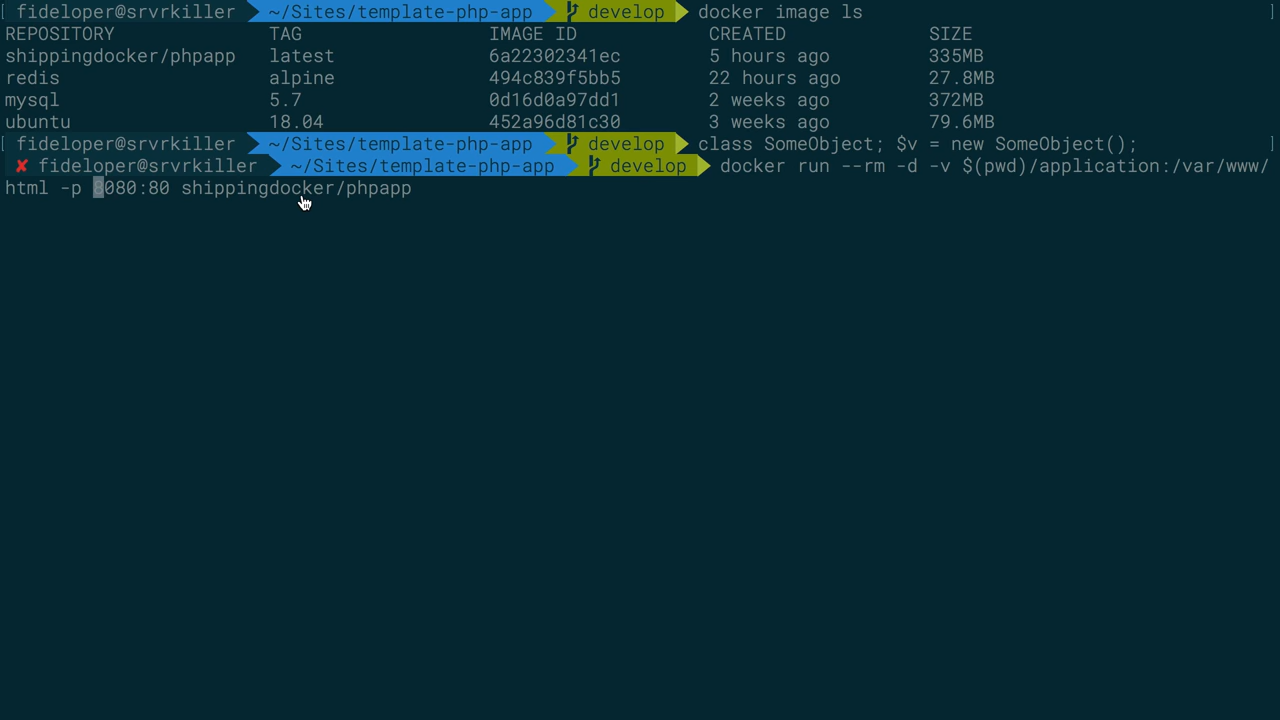 fideloper@srvrkiller ~/Sites/template-php-app develop docker image ls
REPOSITORY TAG IMAGE ID CREATED SIZE
shippingdocker/phpapp latest 6a22302341ec 5 hours ago 335MB
redis alpine 494c839f5bb5 22 hours ago 27.8MB
mysql 5.7 0d16d0a97dd1 2 weeks ago 372MB
ubuntu 18.04 452a96d81c30 3 weeks ago 79.6MB
[ fideloper@srvrkiller ~/Sites/template-php-app develop class SomeObject; $v = new SomeObject(); ]
✘ fideloper@srvrkiller ~/Sites/template-php-app develop docker run --rm -d -v $(pwd)/application:/var/www/
html -p 8080:80 shippingdocker/phpapp